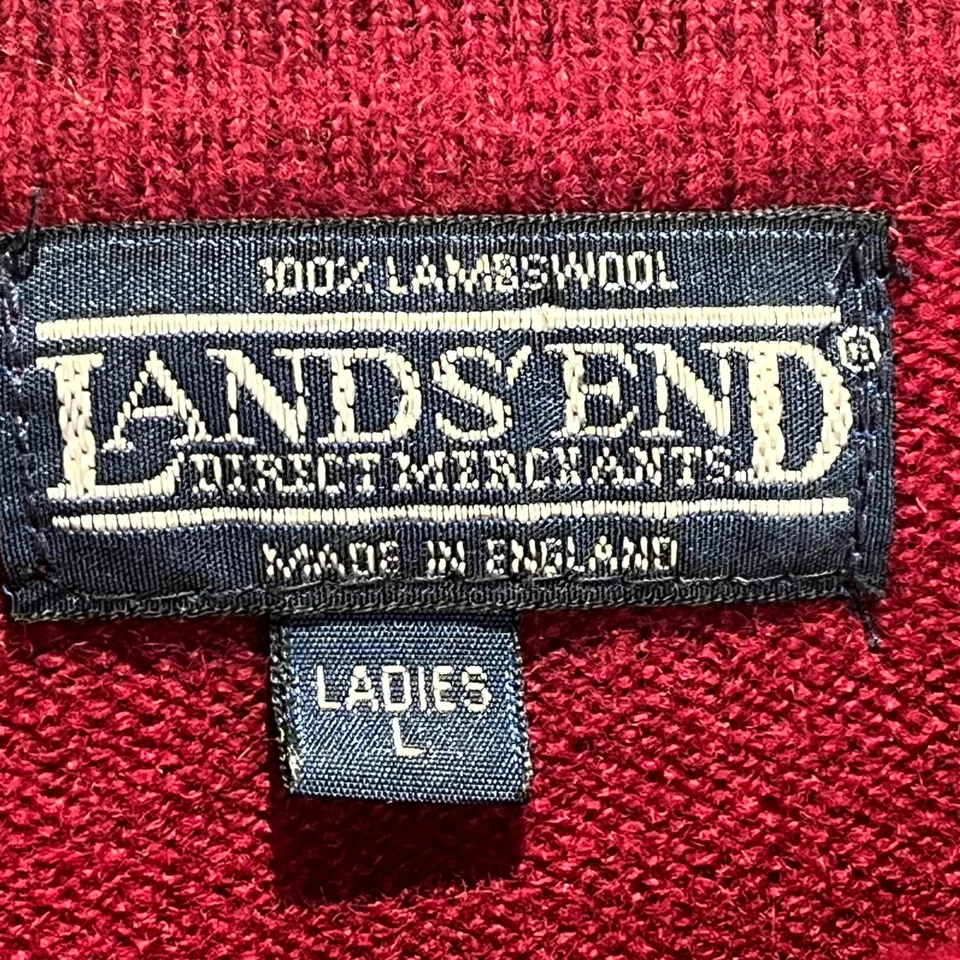 100% LAMBSWOOL
LANDS' END ®
DIRECT MERCHANTS
MADE IN ENGLAND
LADIES
L